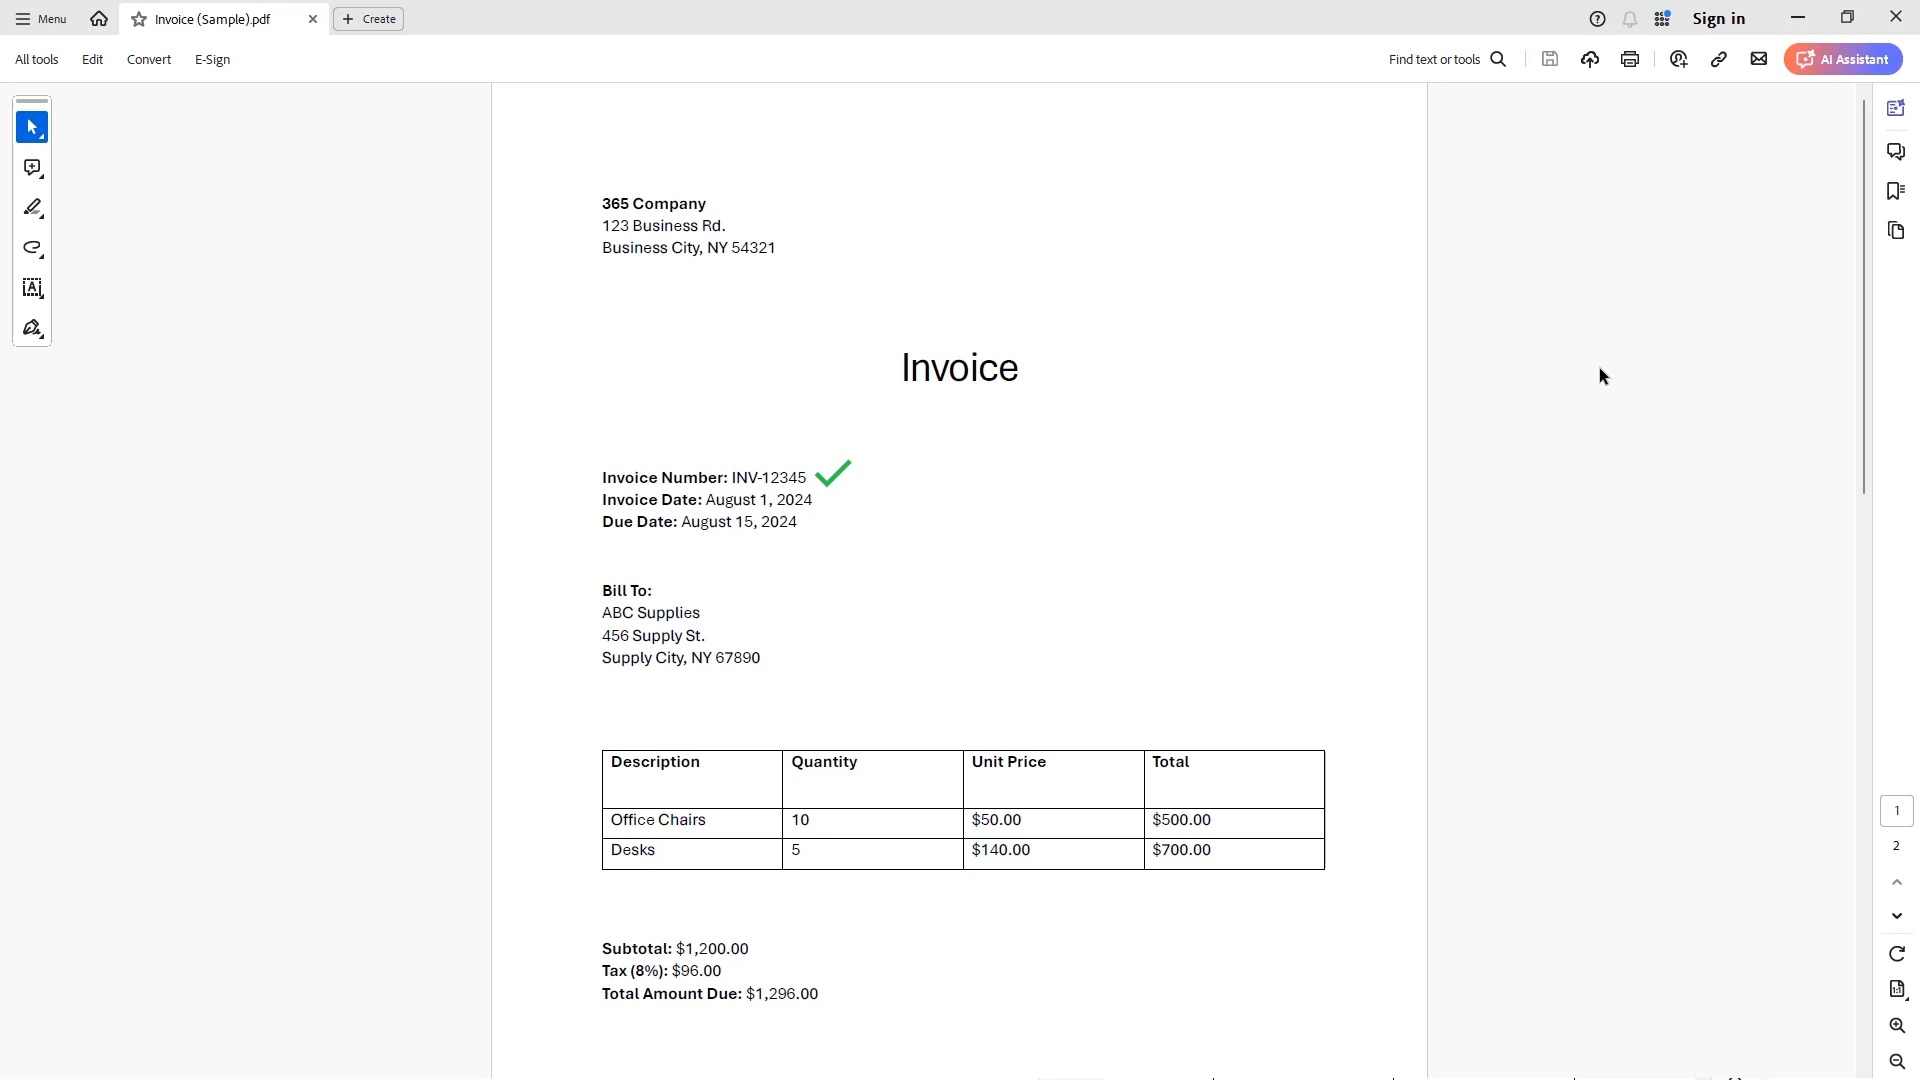 Menu
Invoice (Sample).pdf
Create
Sign in
All tools
Edit
Convert
E-Sign
Find text or tools
AI Assistant
365 Company
123 Business Rd.
Business City, NY 54321
Invoice
Invoice Number: INV-12345
Invoice Date: August 1, 2024
Due Date: August 15, 2024
Bill To:
ABC Supplies
456 Supply St.
Supply City, NY 67890
Description Quantity Unit Price Total
Office Chairs 10 $50.00 $500.00
Desks 5 $140.00 $700.00
Subtotal: $1,200.00
Tax (8%): $96.00
Total Amount Due: $1,296.00
1
2